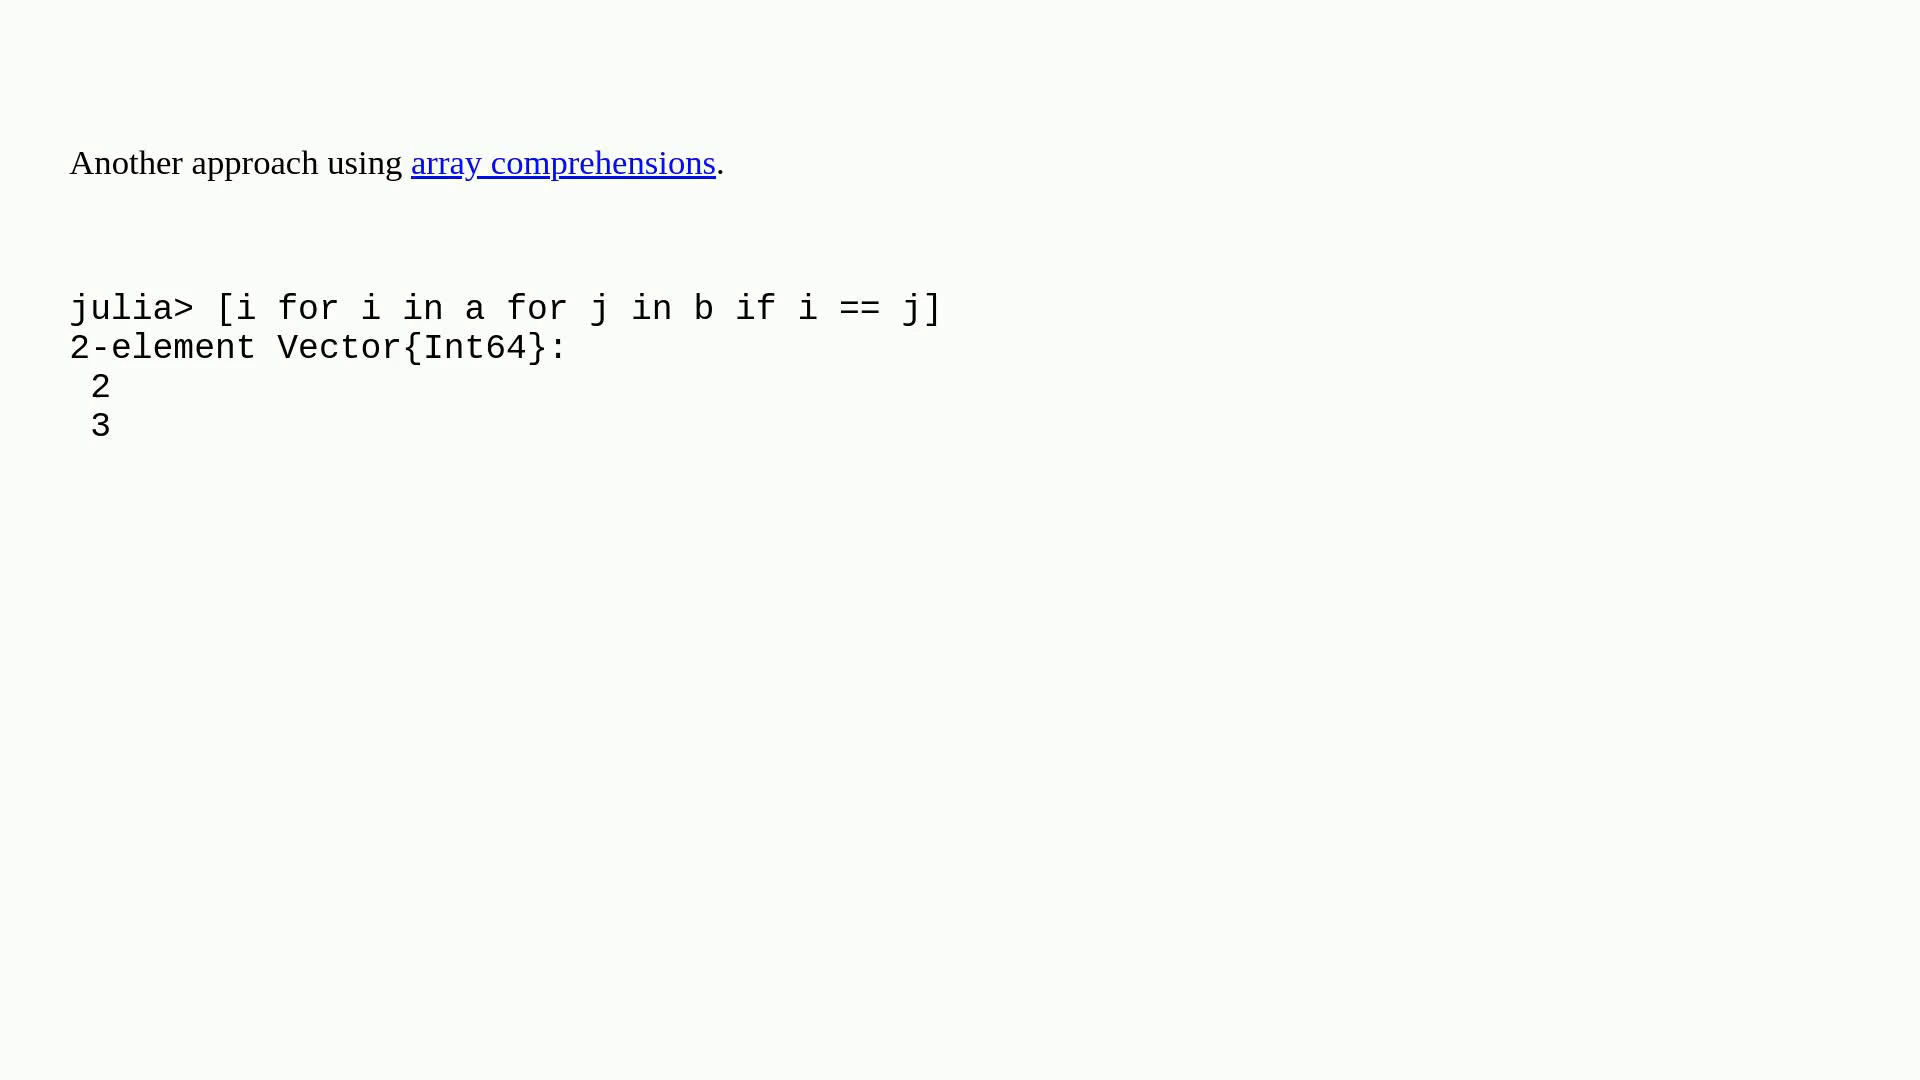 Another approach using array comprehensions.
julia> [i for i in a for j in b if i == j]
2-element Vector{Int64}:
 2
 3